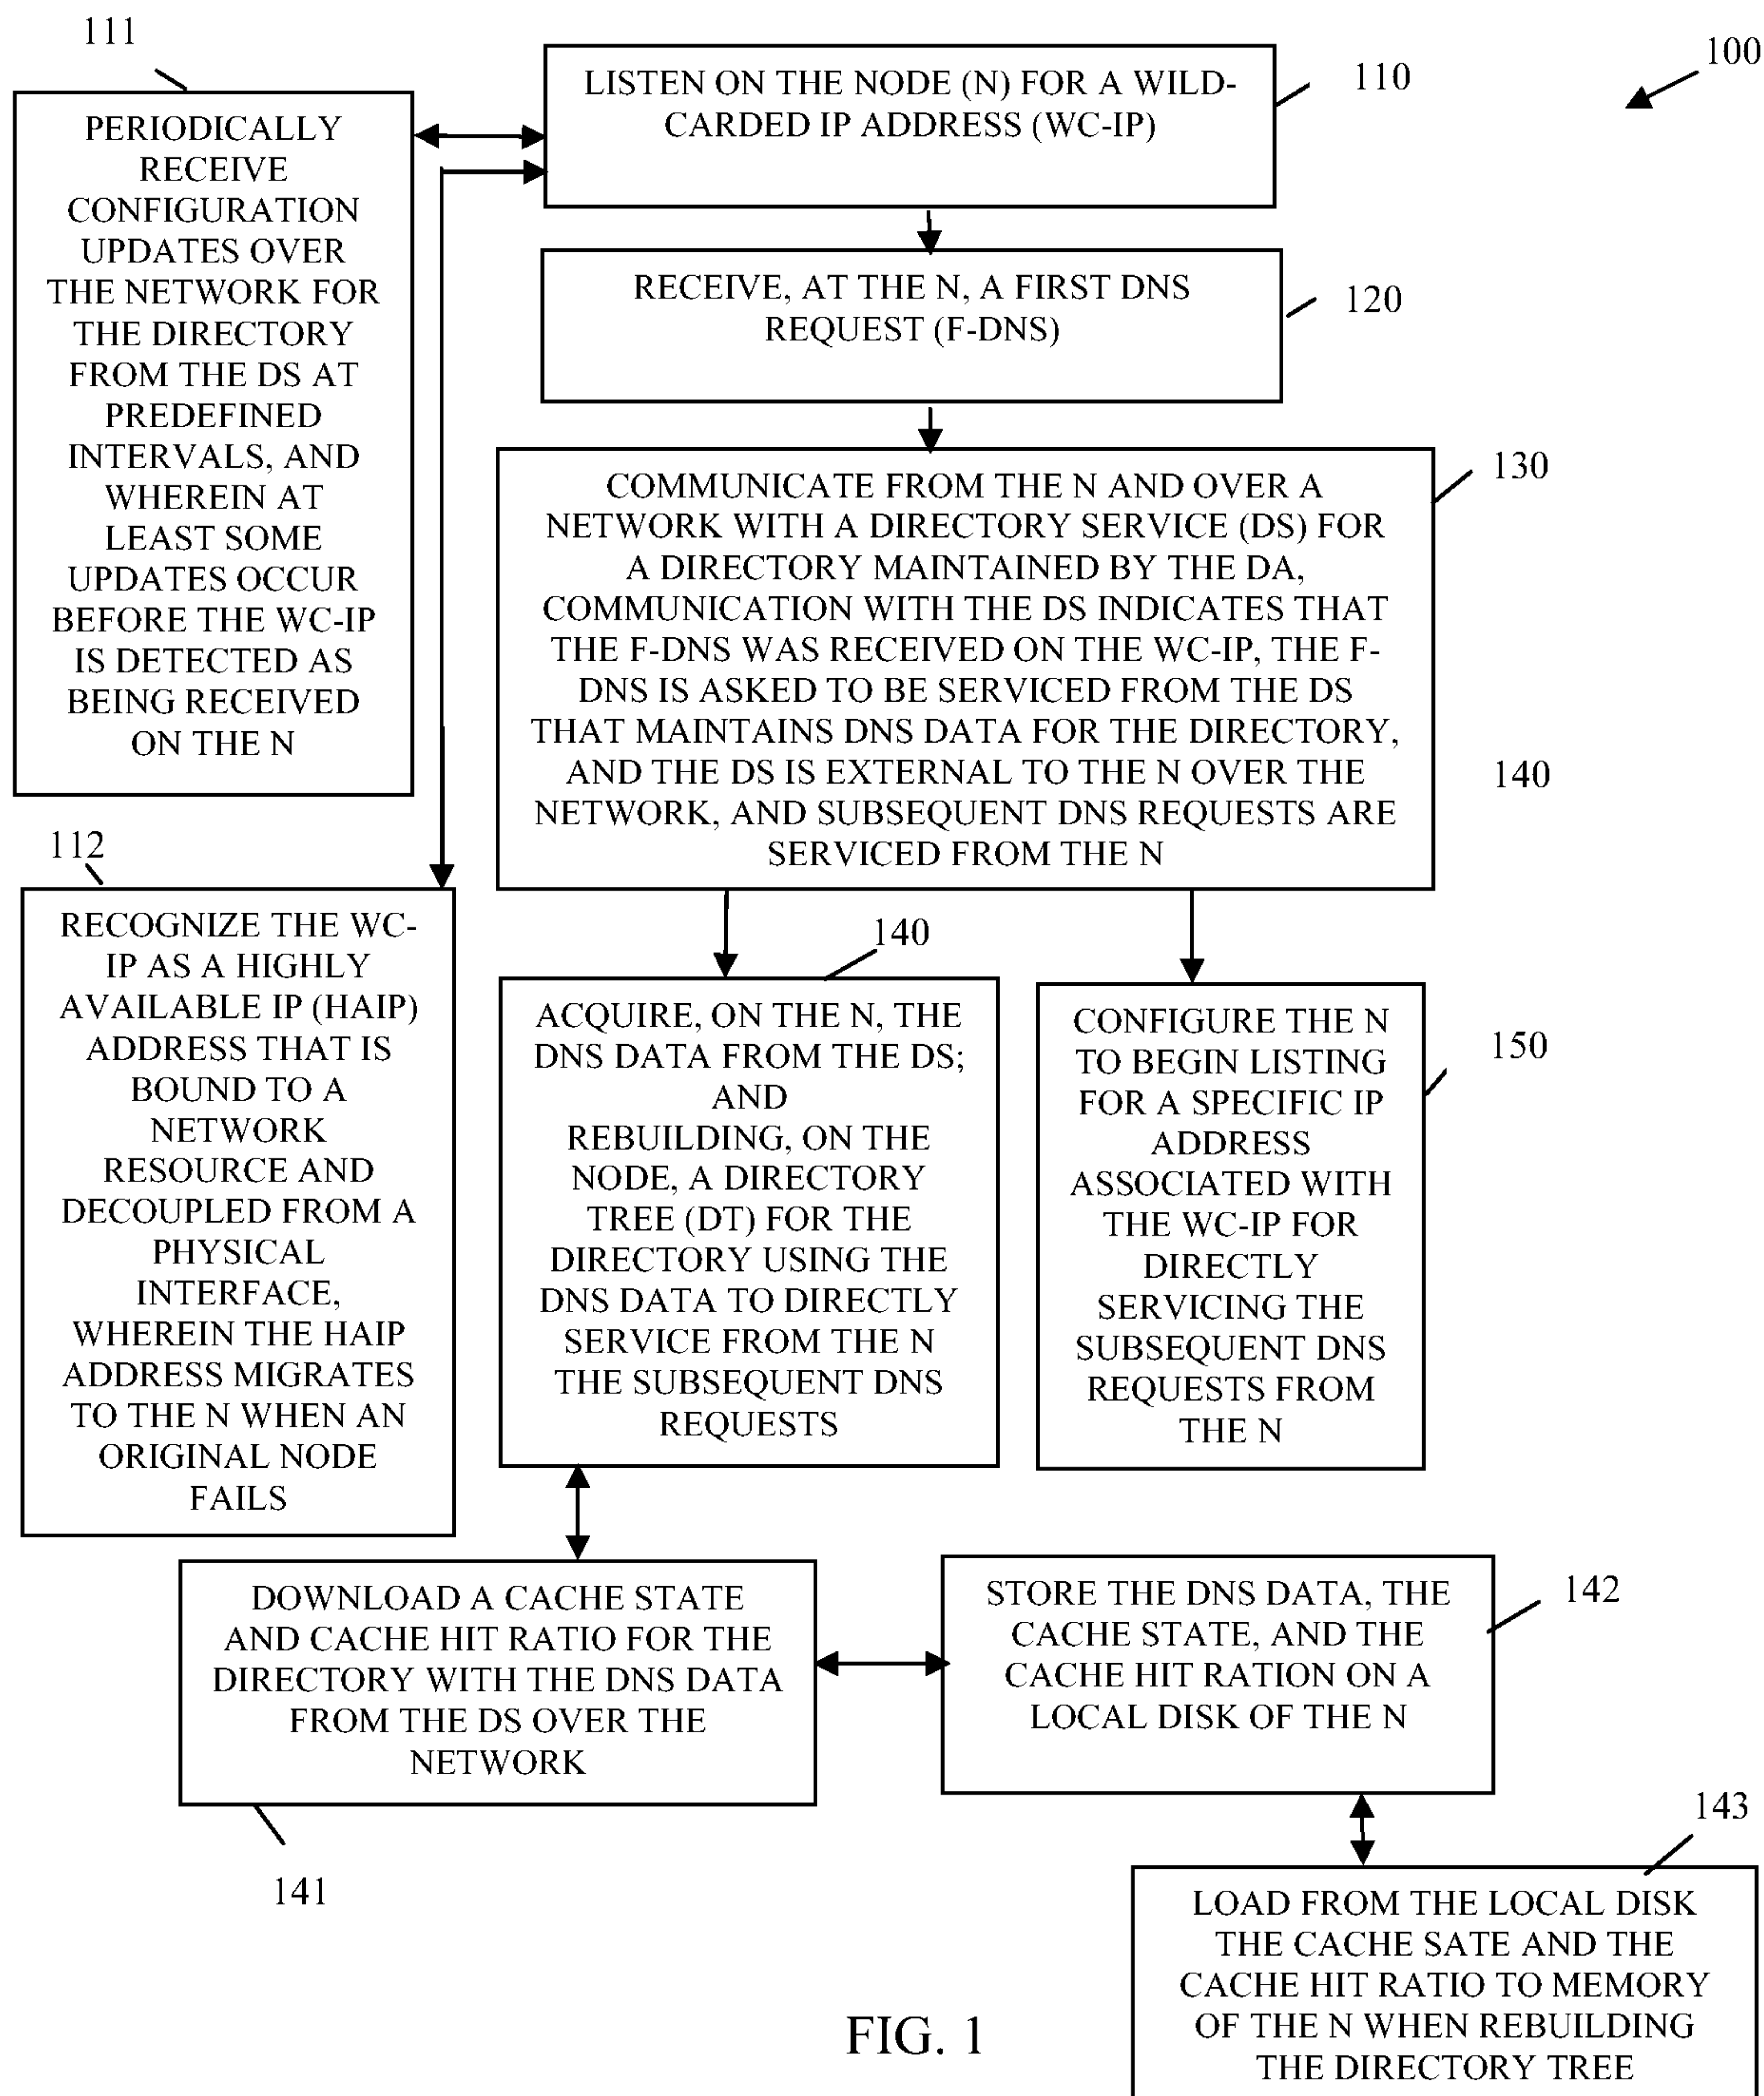 111
PERIODICALLY
RECEIVE
CONFIGURATION
UPDATES OVER
THE NETWORK FOR
THE DIRECTORY
FROM THE DS AT
PREDEFINED
INTERVALS, AND
WHEREIN AT
LEAST SOME
UPDATES OCCUR
BEFORE THE WC-IP
IS DETECTED AS
BEING RECEIVED
ON THE N
LISTEN ON THE NODE (N) FOR A WILD-
CARDED IP ADDRESS (WC-IP)
110
100
RECEIVE, AT THE N, A FIRST DNS
REQUEST (F-DNS)
120
COMMUNICATE FROM THE N AND OVER A
NETWORK WITH A DIRECTORY SERVICE (DS) FOR
A DIRECTORY MAINTAINED BY THE DA,
COMMUNICATION WITH THE DS INDICATES THAT
THE F-DNS WAS RECEIVED ON THE WC-IP, THE F-
DNS IS ASKED TO BE SERVICED FROM THE DS
THAT MAINTAINS DNS DATA FOR THE DIRECTORY,
AND THE DS IS EXTERNAL TO THE N OVER THE
NETWORK, AND SUBSEQUENT DNS REQUESTS ARE
SERVICED FROM THE N
130
140
112
RECOGNIZE THE WC-
IP AS A HIGHLY
AVAILABLE IP (HAIP)
ADDRESS THAT IS
BOUND TO A
NETWORK
RESOURCE AND
DECOUPLED FROM A
PHYSICAL
INTERFACE,
WHEREIN THE HAIP
ADDRESS MIGRATES
TO THE N WHEN AN
ORIGINAL NODE
FAILS
140
ACQUIRE, ON THE N, THE
DNS DATA FROM THE DS;
AND
REBUILDING, ON THE
NODE, A DIRECTORY
TREE (DT) FOR THE
DIRECTORY USING THE
DNS DATA TO DIRECTLY
SERVICE FROM THE N
THE SUBSEQUENT DNS
REQUESTS
CONFIGURE THE N
TO BEGIN LISTING
FOR A SPECIFIC IP
ADDRESS
ASSOCIATED WITH
THE WC-IP FOR
DIRECTLY
SERVICING THE
SUBSEQUENT DNS
REQUESTS FROM
THE N
150
DOWNLOAD A CACHE STATE
AND CACHE HIT RATIO FOR THE
DIRECTORY WITH THE DNS DATA
FROM THE DS OVER THE
NETWORK
141
STORE THE DNS DATA, THE
CACHE STATE, AND THE
CACHE HIT RATION ON A
LOCAL DISK OF THE N
142
143
LOAD FROM THE LOCAL DISK
THE CACHE SATE AND THE
CACHE HIT RATIO TO MEMORY
OF THE N WHEN REBUILDING
THE DIRECTORY TREE
FIG. 1